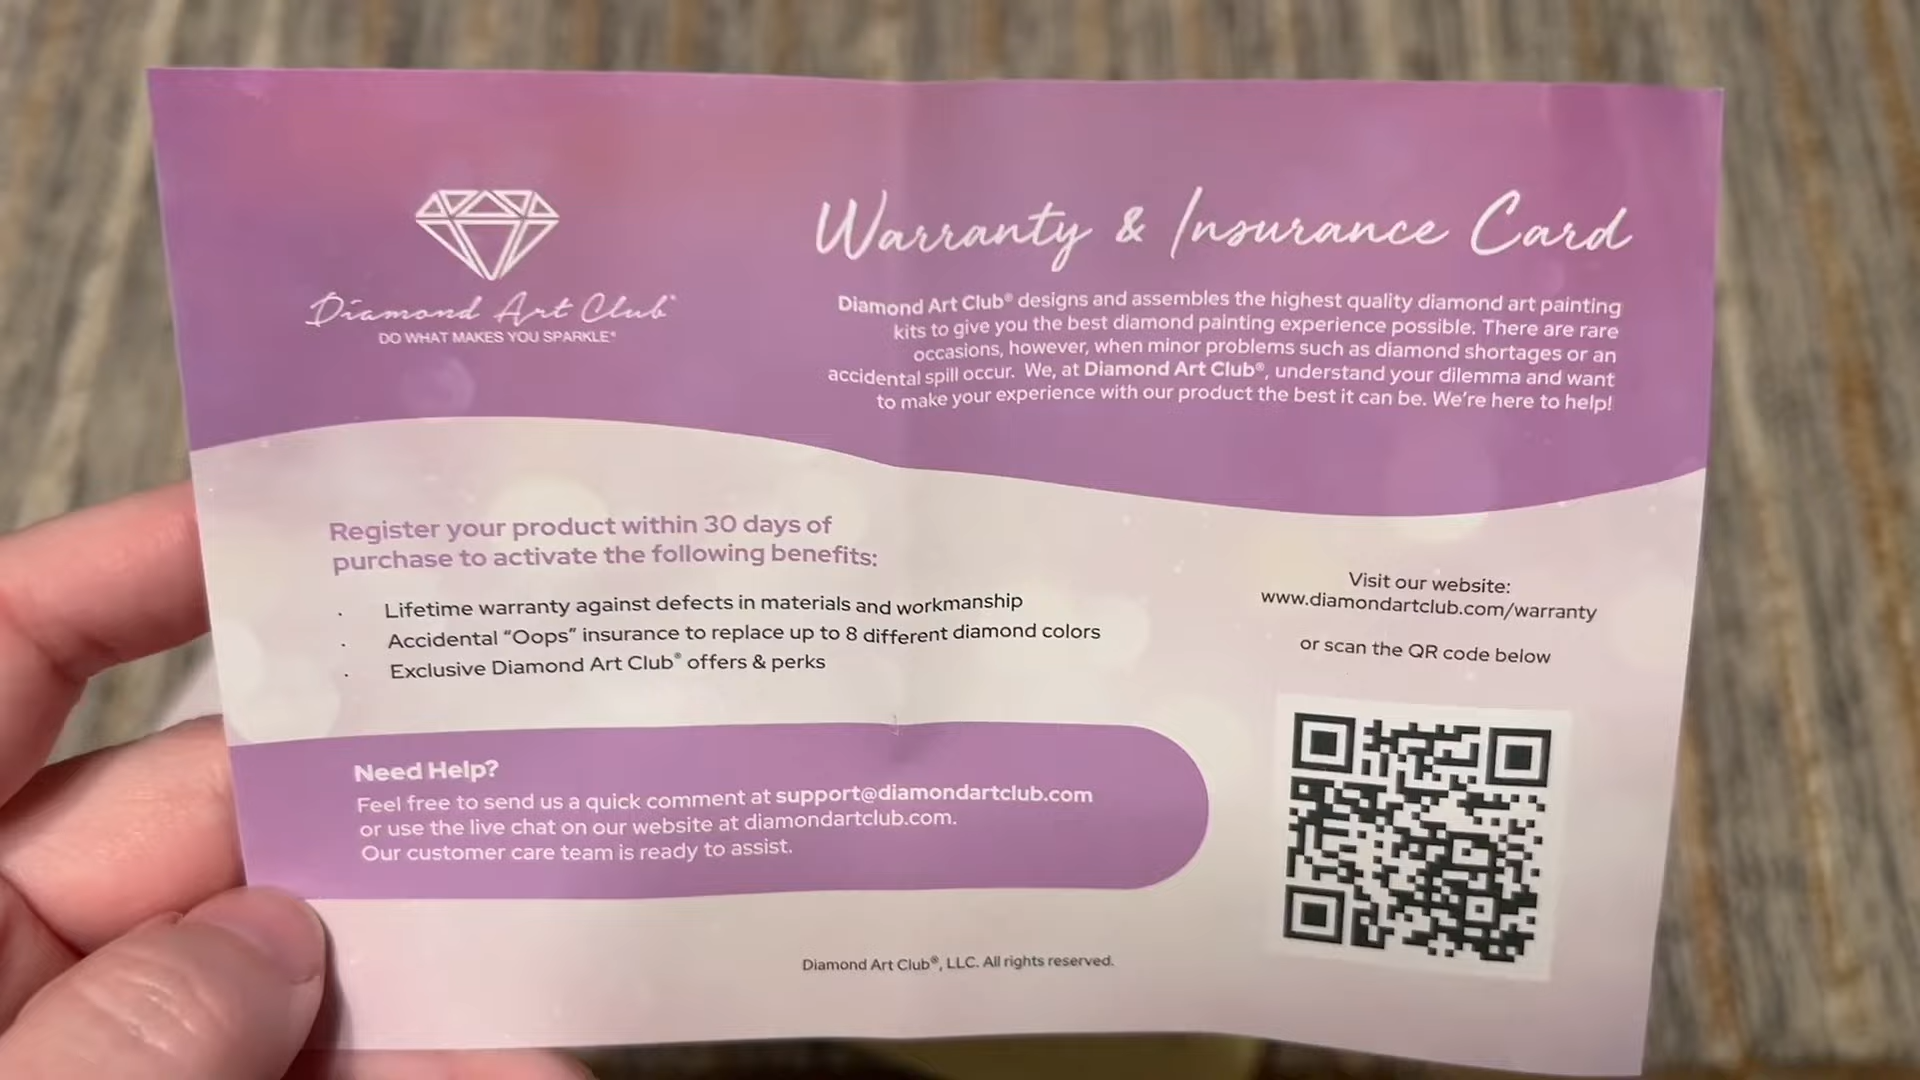 Diamond Art Club®
DO WHAT MAKES YOU SPARKLE®
Warranty & Insurance Card
Diamond Art Club® designs and assembles the highest quality diamond art painting
kits to give you the best diamond painting experience possible. There are rare
occasions, however, when minor problems such as diamond shortages or an
accidental spill occur. We, at Diamond Art Club®, understand your dilemma and want
to make your experience with our product the best it can be. We're here to help!
Register your product within 30 days of
purchase to activate the following benefits:
· Lifetime warranty against defects in materials and workmanship
· Accidental "Oops" insurance to replace up to 8 different diamond colors
· Exclusive Diamond Art Club® offers & perks
Visit our website:
www.diamondartclub.com/warranty
or scan the QR code below
Need Help?
Feel free to send us a quick comment at support@diamondartclub.com
or use the live chat on our website at diamondartclub.com.
Our customer care team is ready to assist.
Diamond Art Club®, LLC. All rights reserved.